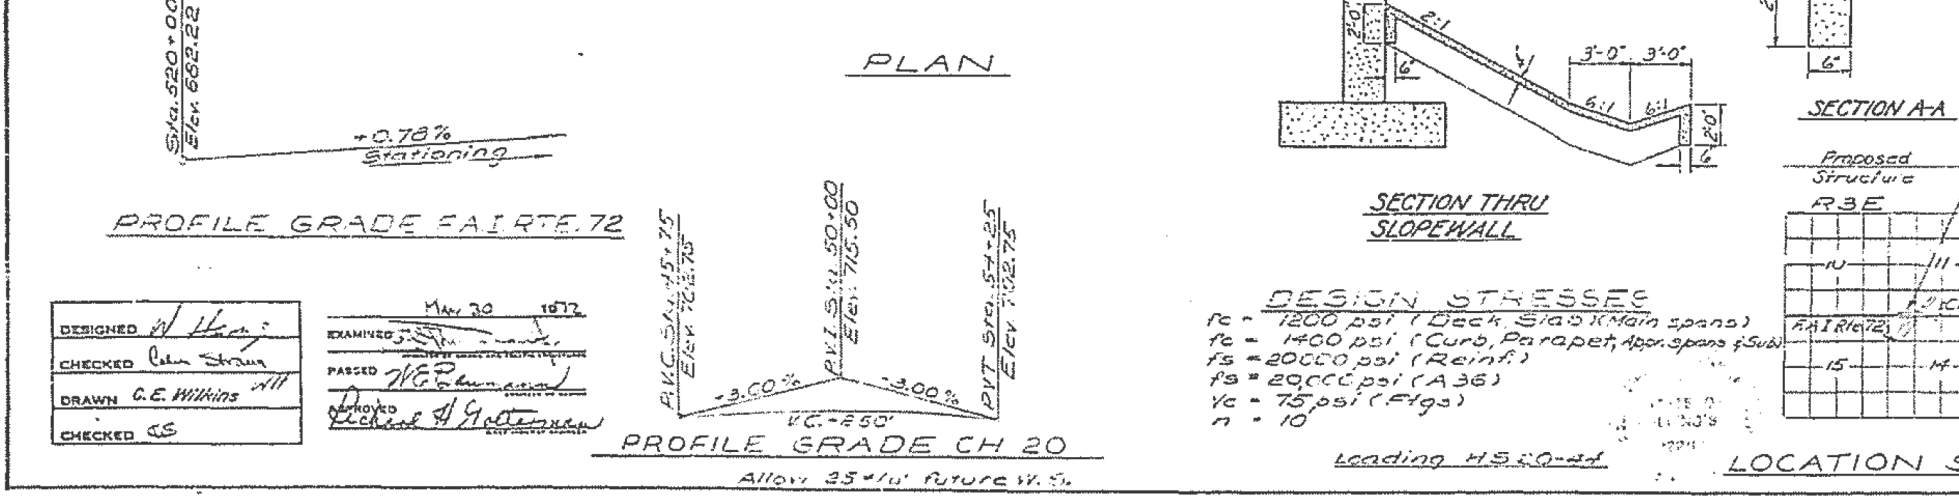 Sta. 520+00
Elev. 682.22
+0.78%
Stationing
PROFILE GRADE F.A.I. RTE. 72
PLAN
2'-0"
2:1
6"
4"
3'-0" 3'-0"
5:1 6:1
2'0"
6"
SECTION THRU
SLOPEWALL
6"
SECTION A-A
Proposed
Structure
R3E
10 11
F.A.I Rte 72
15 14
LOCATION S
DESIGNED
CHECKED
DRAWN C.E. Wilkins
CHECKED
May 30 1972
EXAMINED
PASSED
APPROVED
P.V.C. Sta. 45+75
Elev. 702.75
P.V.I. Sta. 50+00
Elev. 715.50
P.V.T. Sta. 54+25
Elev. 702.75
+3.00% -3.00%
V.C. = 850'
PROFILE GRADE CH 20
Allow 25#/sq' future W.S.
DESIGN STRESSES
fc = 1200 psi (Deck Slab)(Main spans)
fc = 1400 psi (Curb, Parapet, Appr. spans & Sub)
fs = 20000 psi (Reinf.)
fs = 20,000 psi (A36)
Vc = 75 psi (Ftgs)
n = 10
Loading HS20-44